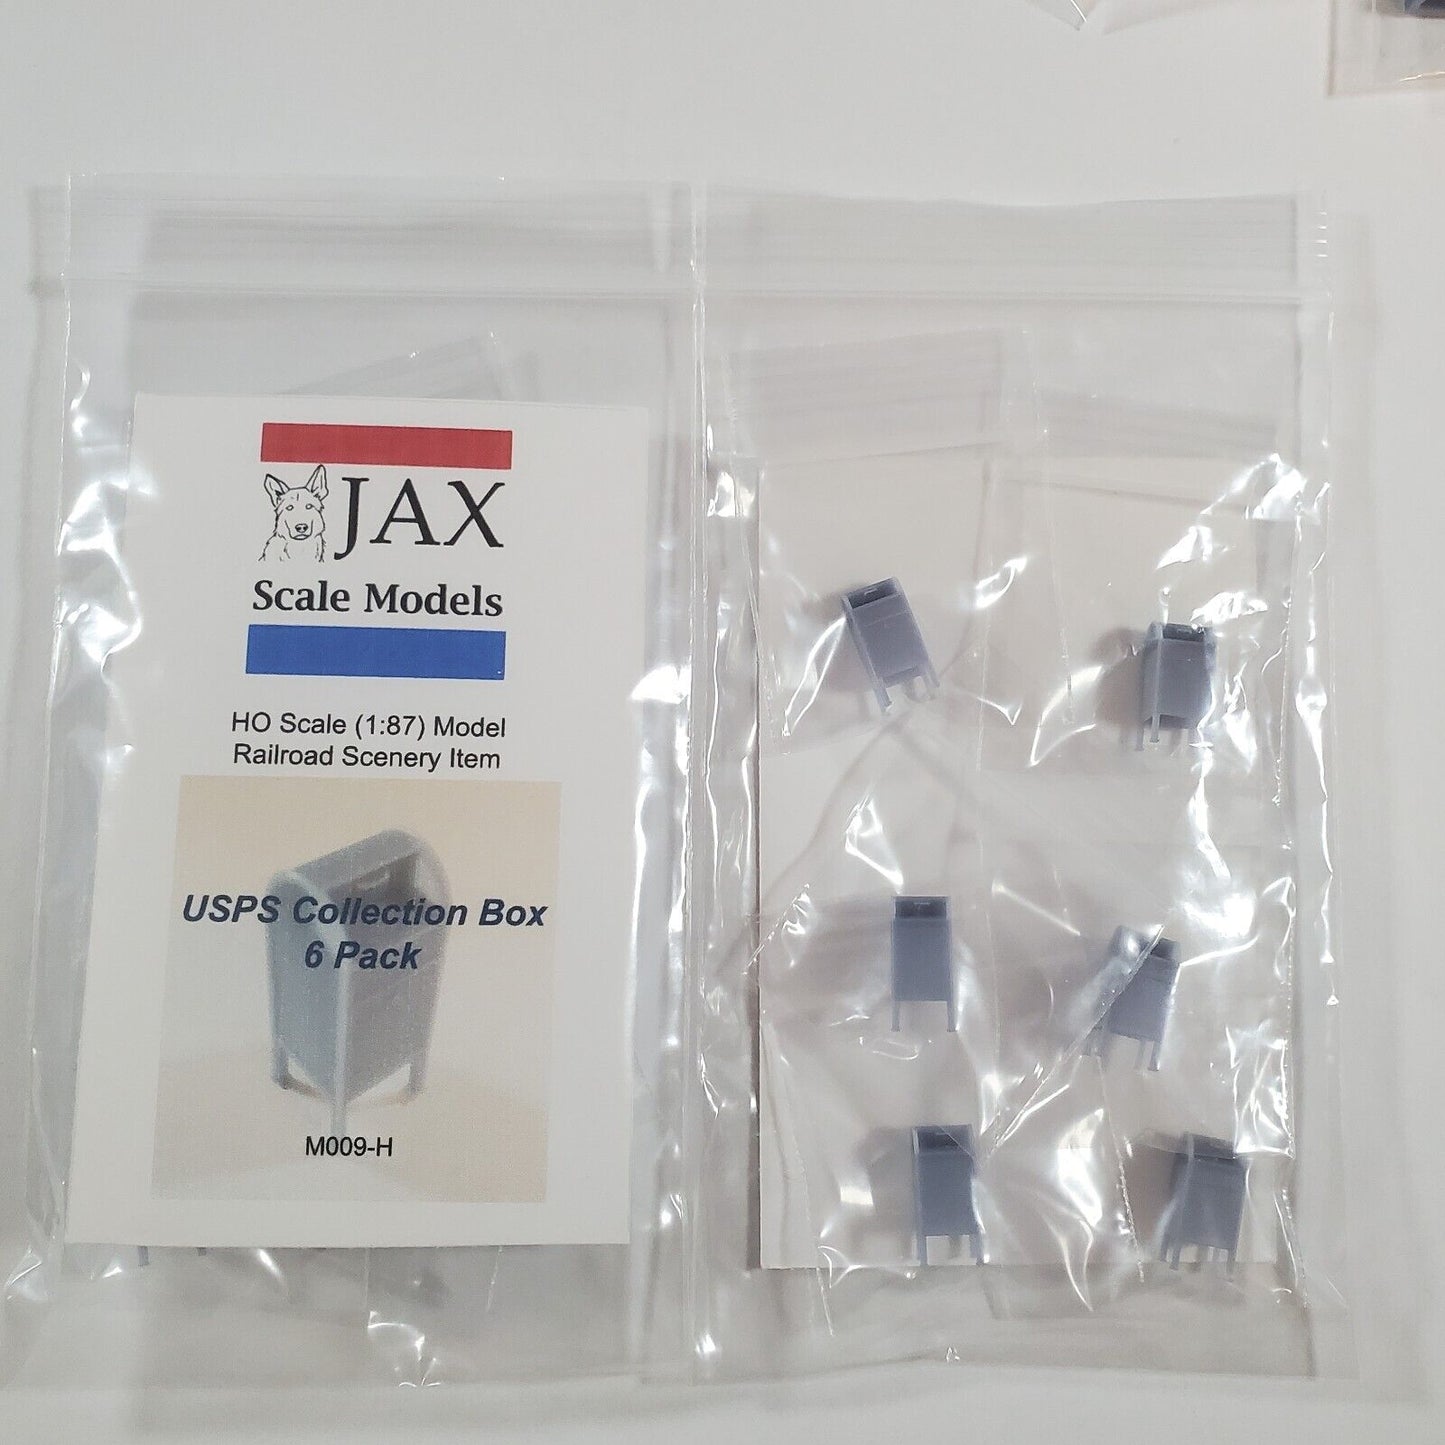 JAX
Scale Models
HO Scale (1:87) Model
Railroad Scenery Item
USPS Collection Box
6 Pack
M009-H